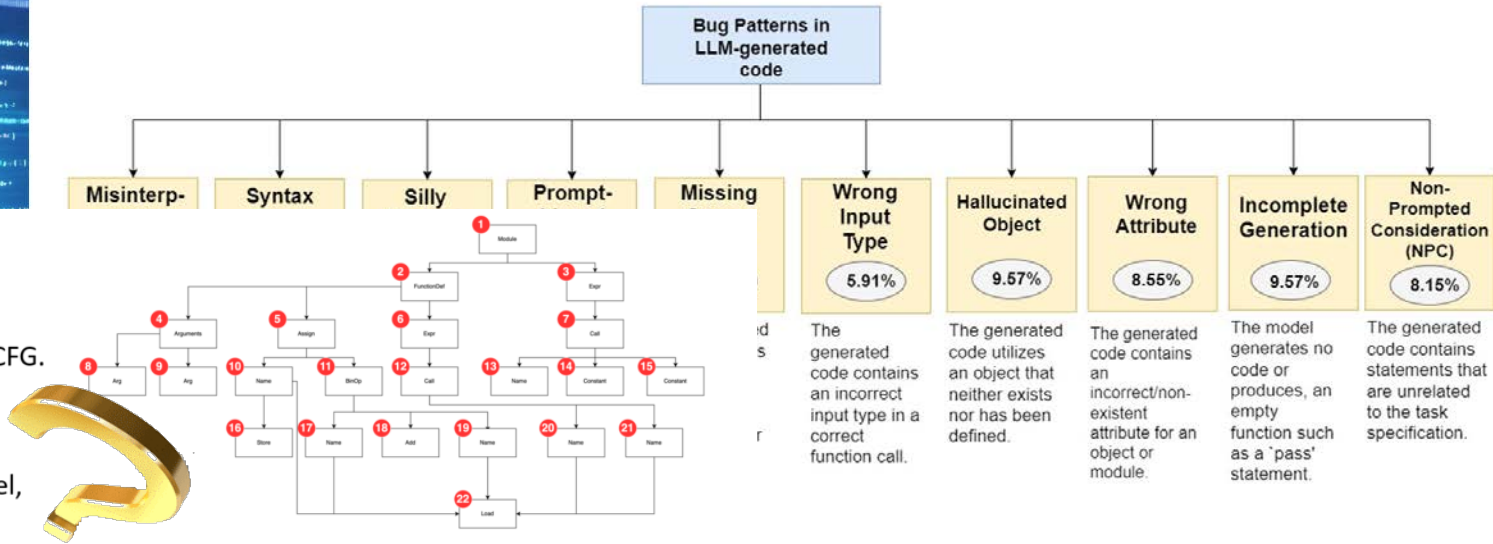 Bug Patterns in
LLM-generated
code
Misinterp-
Syntax
Silly
Prompt-
Missing
Wrong
Input
Type
5.91%
Hallucinated
Object
9.57%
Wrong
Attribute
8.55%
Incomplete
Generation
9.57%
Non-
Prompted
Consideration
(NPC)
8.15%
The
generated
code contains
an incorrect
input type in a
correct
function call.
The generated
code utilizes
an object that
neither exists
nor has been
defined.
The generated
code contains
an
incorrect/non-
existent
attribute for an
object or
module.
The model
generates no
code or
produces, an
empty
function such
as a `pass'
statement.
The generated
code contains
statements that
are unrelated
to the task
specification.
CFG.
el,
1
Module
2
FunctionDef
3
Expr
4
Arguments
5
Assign
6
Expr
7
Call
8
Arg
9
Arg
10
Name
11
BinOp
12
Call
13
Name
14
Constant
15
Constant
16
Store
17
Name
18
Add
19
Name
20
Name
21
Name
22
Load